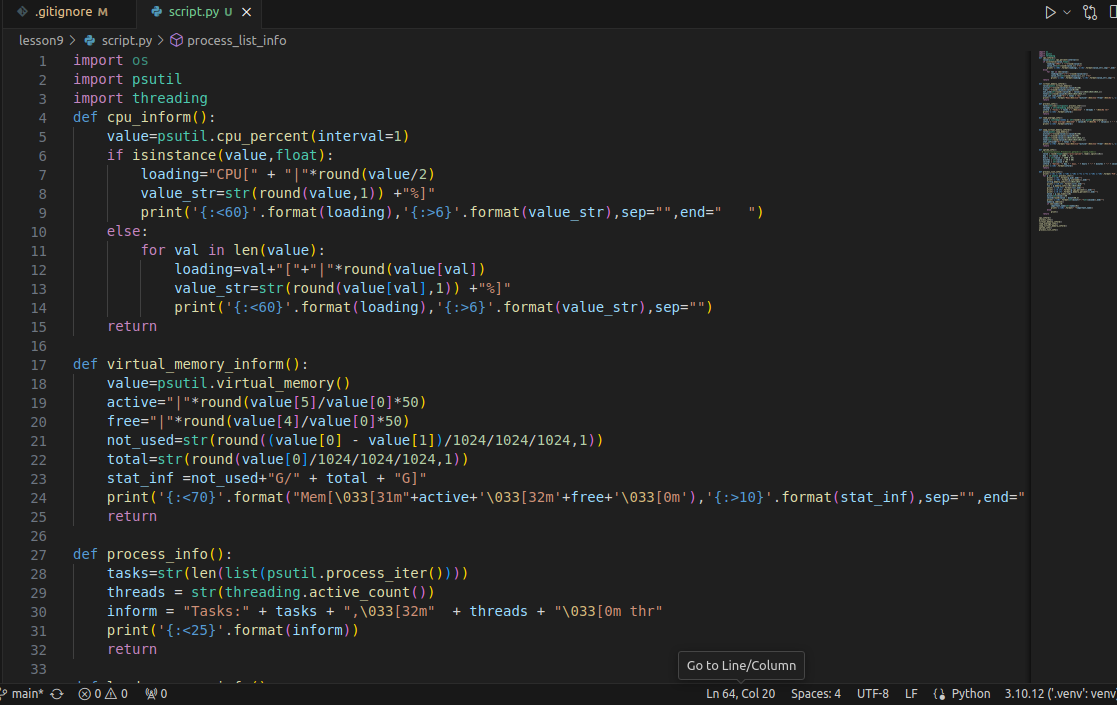 .gitignore M
script.py U
lesson9 > script.py > process_list_info
1 import os
2 import psutil
3 import threading
4 def cpu_inform():
5     value=psutil.cpu_percent(interval=1)
6     if isinstance(value,float):
7         loading="CPU[" + "|"*round(value/2)
8         value_str=str(round(value,1)) +"%]"
9         print('{:<60}'.format(loading),'{:>6}'.format(value_str),sep="",end="   ")
10     else:
11         for val in len(value):
12             loading=val+"["+"|"*round(value[val])
13             value_str=str(round(value[val],1)) +"%]"
14             print('{:<60}'.format(loading),'{:>6}'.format(value_str),sep="")
15     return
16
17 def virtual_memory_inform():
18     value=psutil.virtual_memory()
19     active="|"*round(value[5]/value[0]*50)
20     free="|"*round(value[4]/value[0]*50)
21     not_used=str(round((value[0] - value[1])/1024/1024/1024,1))
22     total=str(round(value[0]/1024/1024/1024,1))
23     stat_inf =not_used+"G/" + total + "G]"
24     print('{:<70}'.format("Mem[\033[31m"+active+'\033[32m'+free+'\033[0m'),'{:>10}'.format(stat_inf),sep="",end="
25     return
26
27 def process_info():
28     tasks=str(len(list(psutil.process_iter())))
29     threads = str(threading.active_count())
30     inform = "Tasks:" + tasks + ",\033[32m"  + threads + "\033[0m thr"
31     print('{:<25}'.format(inform))
32     return
33
Go to Line/Column
main* 0 0 0 Ln 64, Col 20 Spaces: 4 UTF-8 LF Python 3.10.12 ('.venv': venv